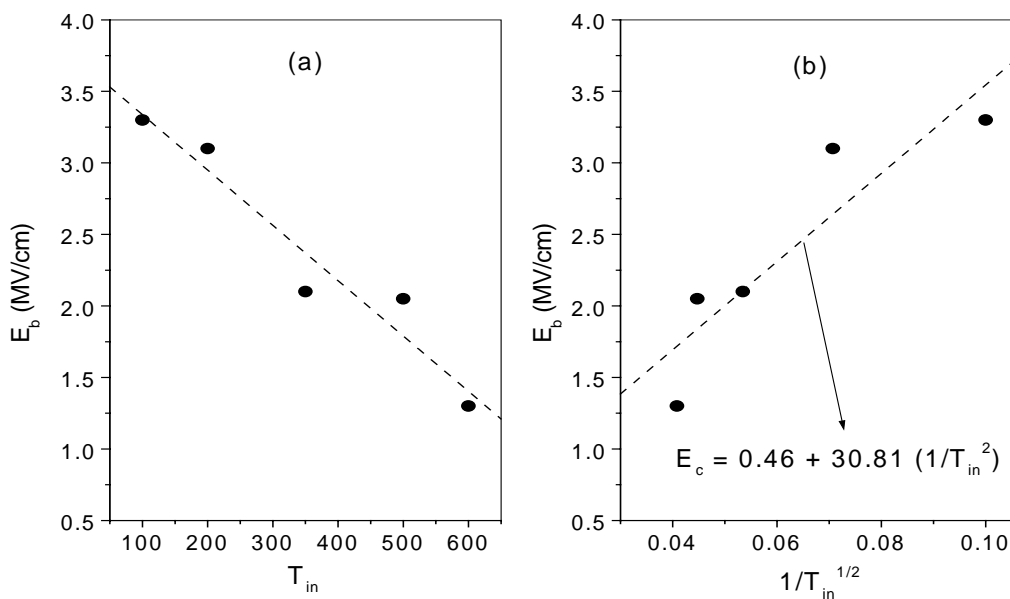 (a)
4.0
3.5
3.0
2.5
2.0
1.5
1.0
0.5
E_b (MV/cm)
100 200 300 400 500 600
T_in
(b)
4.0
3.5
3.0
2.5
2.0
1.5
1.0
0.5
E_b (MV/cm)
E_c = 0.46 + 30.81 (1/T_in^2)
0.04 0.06 0.08 0.10
1/T_in^1/2